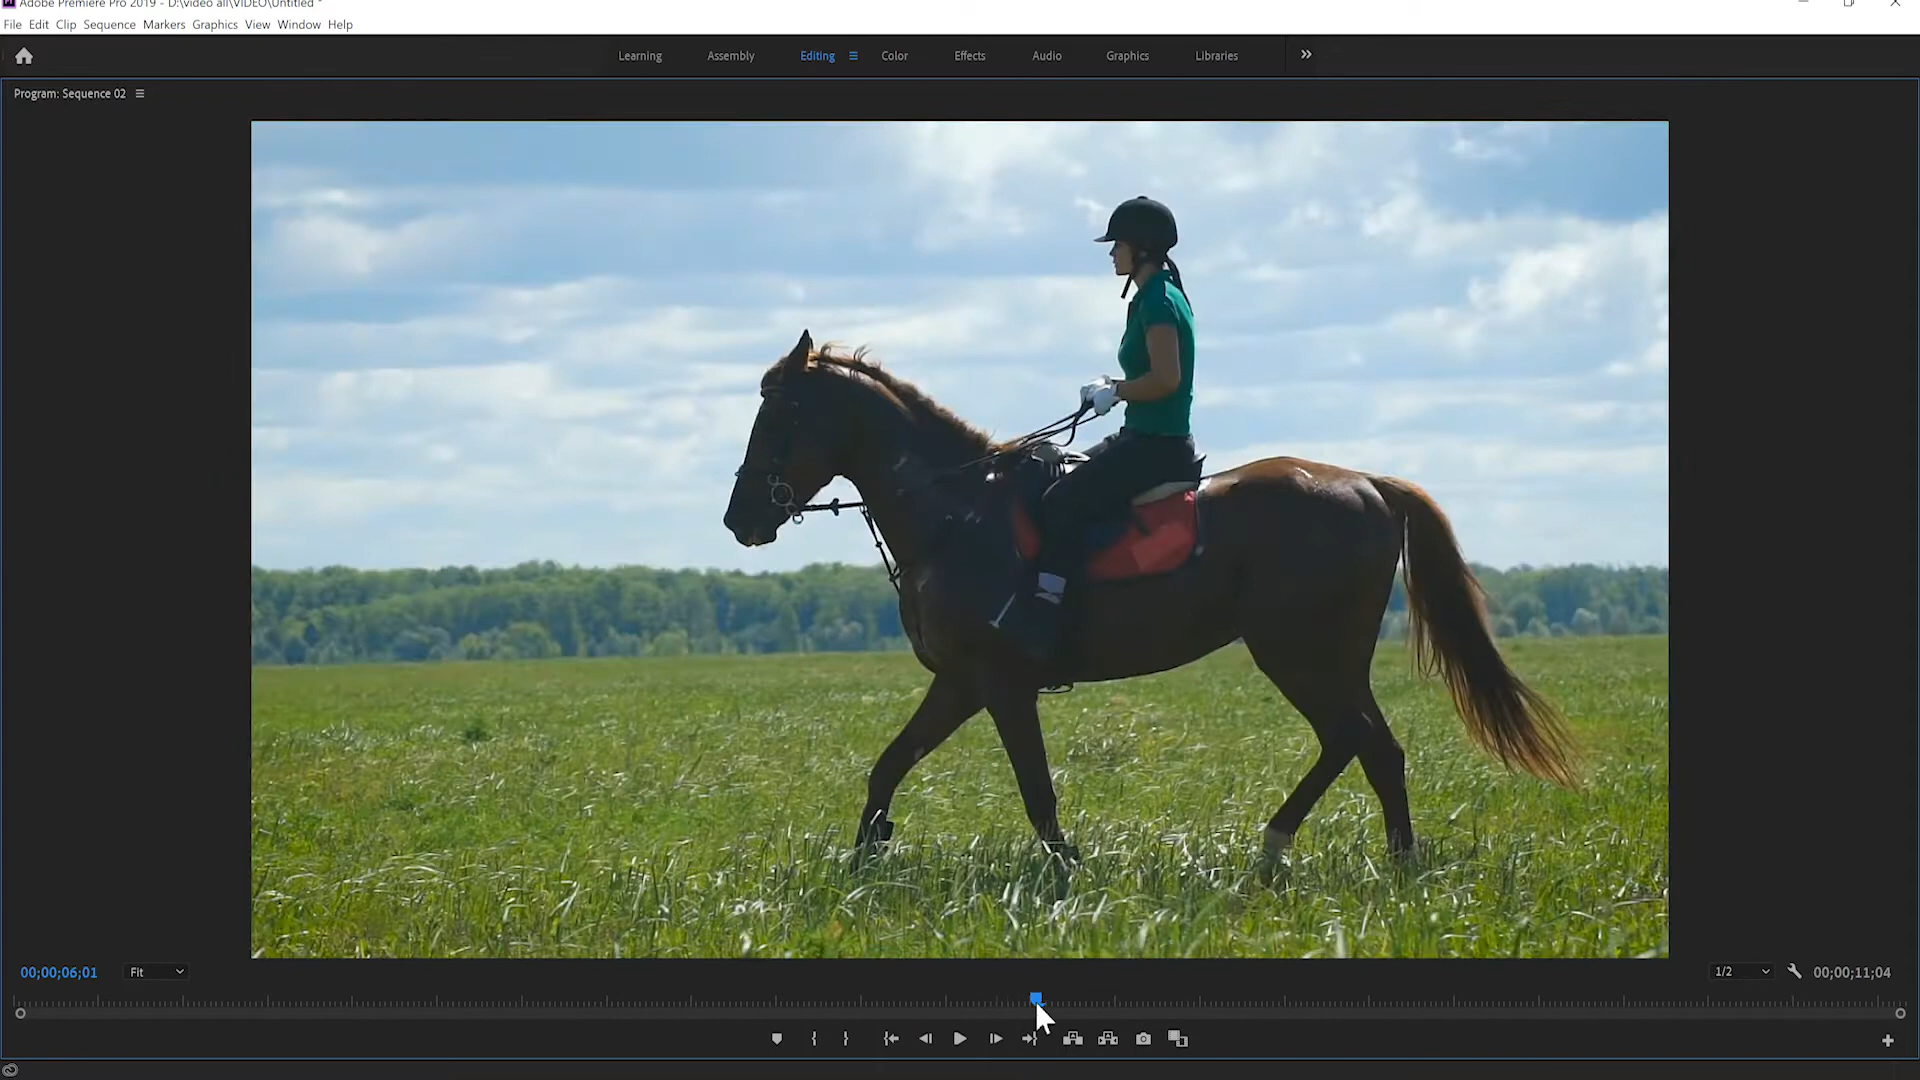 Adobe Premiere Pro 2019 - D:\video all\VIDEO\Untitled *
File Edit Clip Sequence Markers Graphics View Window Help
Learning Assembly Editing Color Effects Audio Graphics Libraries
Program: Sequence 02
00;00;06;01 Fit 1/2 00;00;11;04